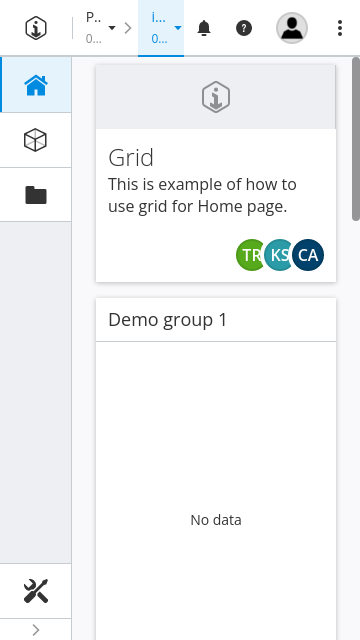 P..
0...
i...
0...
Grid
This is example of how to
use grid for Home page.
TR
KS
CA
Demo group 1
No data